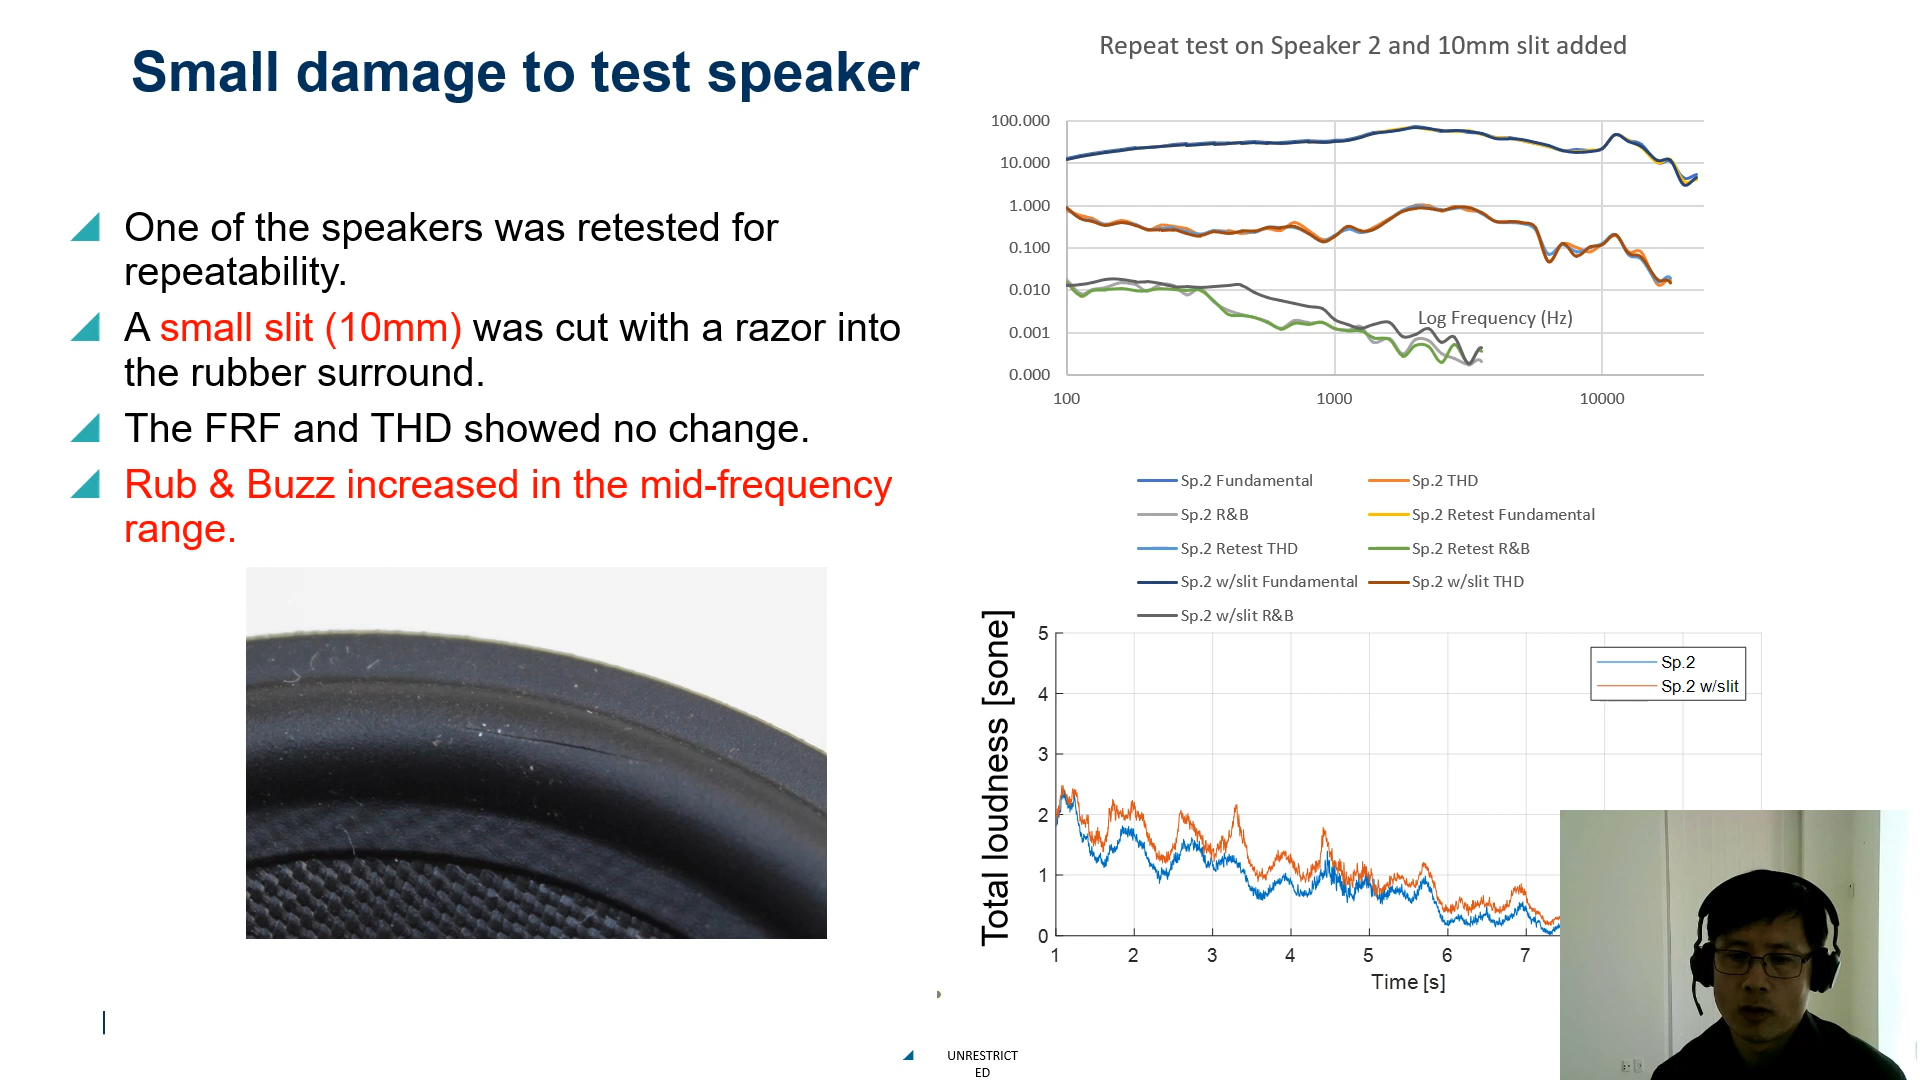 Small damage to test speaker
One of the speakers was retested for
repeatability.
A small slit (10mm) was cut with a razor into
the rubber surround.
The FRF and THD showed no change.
Rub & Buzz increased in the mid-frequency
range.
Repeat test on Speaker 2 and 10mm slit added
100.000
10.000
1.000
0.100
0.010
0.001
0.000
Log Frequency (Hz)
100 1000 10000
Sp.2 Fundamental Sp.2 THD
Sp.2 R&B Sp.2 Retest Fundamental
Sp.2 Retest THD Sp.2 Retest R&B
Sp.2 w/slit Fundamental Sp.2 w/slit THD
Sp.2 w/slit R&B
Total loudness [sone]
5
4
3
2
1
0
Sp.2
Sp.2 w/slit
1 2 3 4 5 6 7
Time [s]
UNRESTRICT
ED